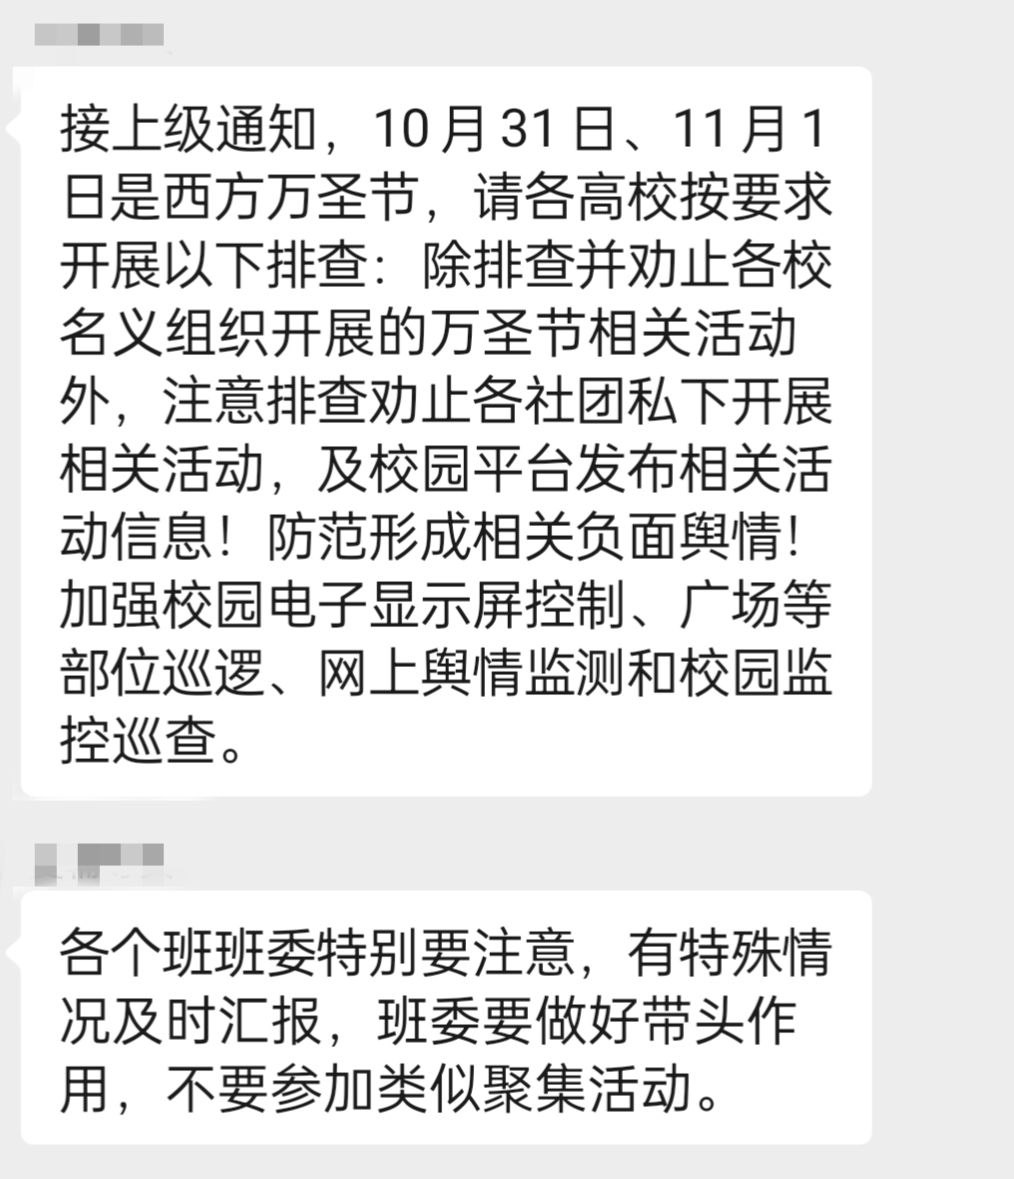 接上级通知，10月31日、11月1
日是西方万圣节，请各高校按要求
开展以下排查：除排查并劝止各校
名义组织开展的万圣节相关活动
外，注意排查劝止各社团私下开展
相关活动，及校园平台发布相关活
动信息！防范形成相关负面舆情！
加强校园电子显示屏控制、广场等
部位巡逻、网上舆情监测和校园监
控巡查。
各个班班委特别要注意，有特殊情
况及时汇报，班委要做好带头作
用，不要参加类似聚集活动。